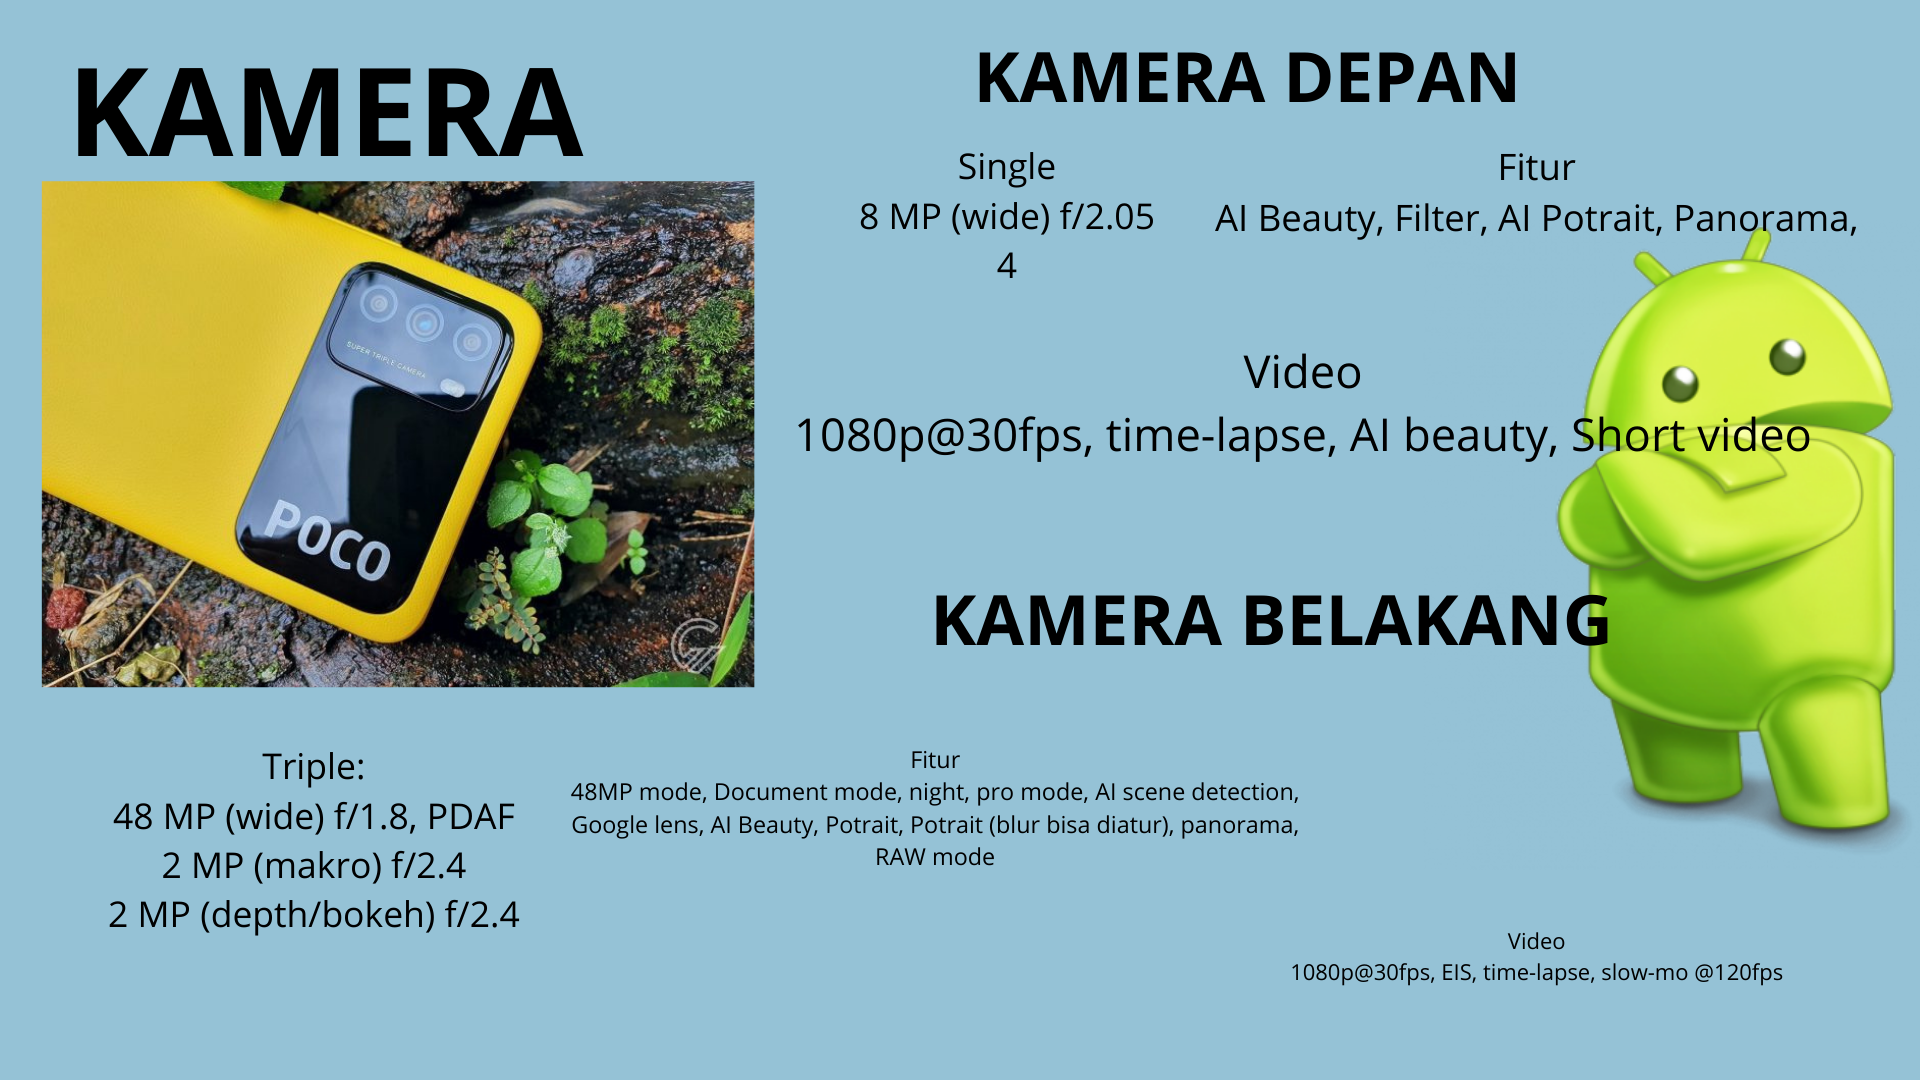 KAMERA
SUPER TRIPLE CAMERA
POCO
KAMERA DEPAN
Single
8 MP (wide) f/2.05
4
Fitur
AI Beauty, Filter, AI Potrait, Panorama,
Video
1080p@30fps, time-lapse, AI beauty, Short video
KAMERA BELAKANG
Triple:
48 MP (wide) f/1.8, PDAF
2 MP (makro) f/2.4
2 MP (depth/bokeh) f/2.4
Fitur
48MP mode, Document mode, night, pro mode, AI scene detection,
Google lens, AI Beauty, Potrait, Potrait (blur bisa diatur), panorama,
RAW mode
Video
1080p@30fps, EIS, time-lapse, slow-mo @120fps